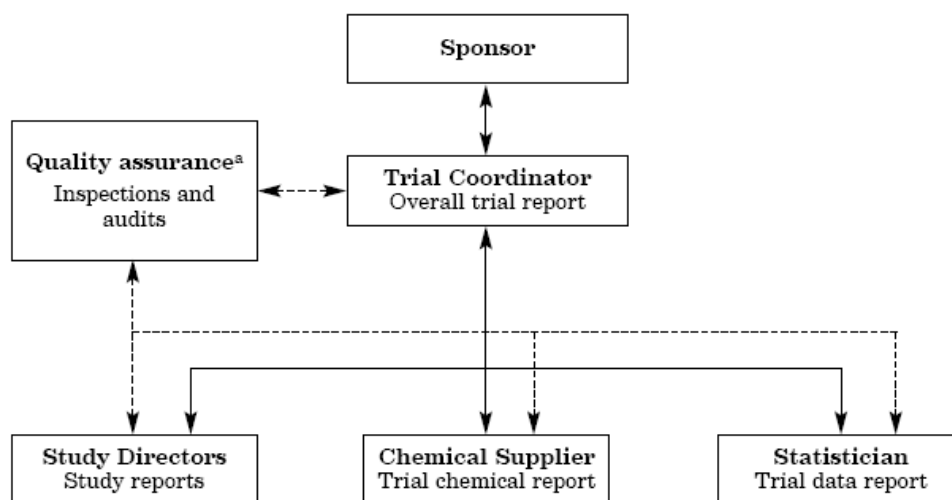 Sponsor
Quality assuranceᵃ
Inspections and
audits
Trial Coordinator
Overall trial report
Study Directors
Study reports
Chemical Supplier
Trial chemical report
Statistician
Trial data report